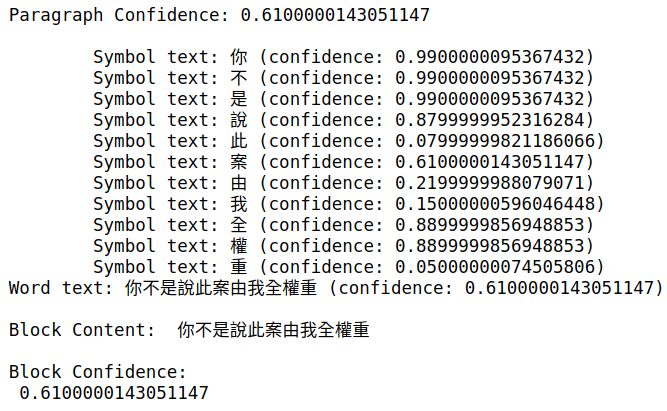 Paragraph Confidence: 0.6100000143051147
Symbol text: 你 (confidence: 0.9900000095367432)
Symbol text: 不 (confidence: 0.9900000095367432)
Symbol text: 是 (confidence: 0.9900000095367432)
Symbol text: 說 (confidence: 0.8799999952316284)
Symbol text: 此 (confidence: 0.07999999821186066)
Symbol text: 案 (confidence: 0.6100000143051147)
Symbol text: 由 (confidence: 0.2199999988079071)
Symbol text: 我 (confidence: 0.15000000596046448)
Symbol text: 全 (confidence: 0.8899999856948853)
Symbol text: 權 (confidence: 0.8899999856948853)
Symbol text: 重 (confidence: 0.05000000074505806)
Word text: 你不是說此案由我全權重 (confidence: 0.6100000143051147)
Block Content: 你不是說此案由我全權重
Block Confidence:
0.6100000143051147